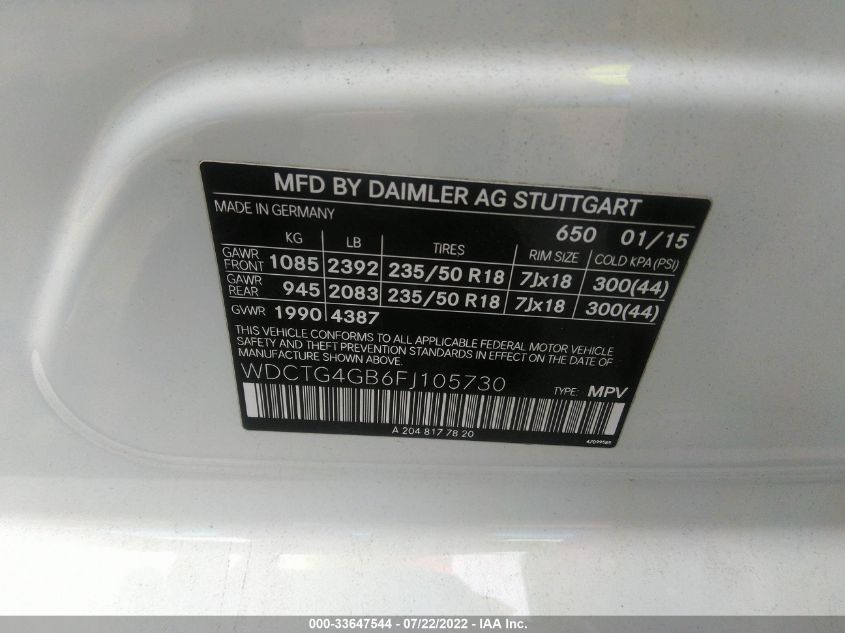 MFD BY DAIMLER AG STUTTGART
MADE IN GERMANY 650 01/15
KG LB TIRES RIM SIZE COLD KPA(PSI)
GAWR FRONT 1085 2392 235/50 R18 7Jx18 300(44)
GAWR REAR 945 2083 235/50 R18 7Jx18 300(44)
GVWR 1990 4387
THIS VEHICLE CONFORMS TO ALL APPLICABLE FEDERAL MOTOR VEHICLE
SAFETY AND THEFT PREVENTION STANDARDS IN EFFECT ON THE DATE OF
MANUFACTURE SHOWN ABOVE.
WDCTG4GB6FJ105730 TYPE: MPV
A 204 817 78 20
000-33647544 - 07/22/2022 - IAA Inc.